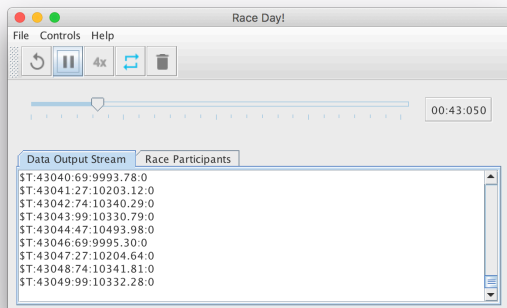 Race Day!
File Controls Help
4x
00:43:050
Data Output Stream Race Participants
$T:43040:69:9993.78:0
$T:43041:27:10203.12:0
$T:43042:74:10340.29:0
$T:43043:99:10330.79:0
$T:43044:47:10493.98:0
$T:43046:69:9995.30:0
$T:43047:27:10204.64:0
$T:43048:74:10341.81:0
$T:43049:99:10332.28:0